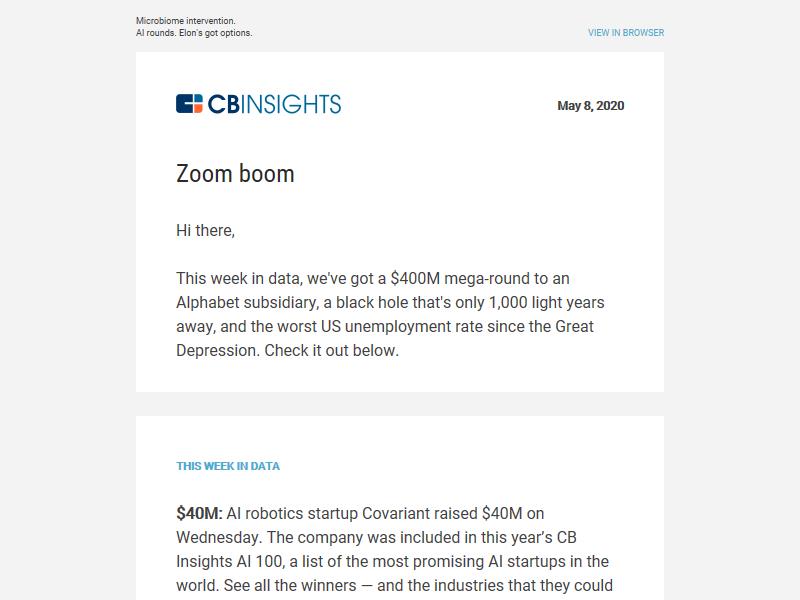 Microbiome intervention.
AI rounds. Elon's got options.
VIEW IN BROWSER
CBINSIGHTS
May 8, 2020
Zoom boom
Hi there,
This week in data, we've got a $400M mega-round to an
Alphabet subsidiary, a black hole that's only 1,000 light years
away, and the worst US unemployment rate since the Great
Depression. Check it out below.
THIS WEEK IN DATA
$40M: AI robotics startup Covariant raised $40M on
Wednesday. The company was included in this year’s CB
Insights AI 100, a list of the most promising AI startups in the
world. See all the winners — and the industries that they could